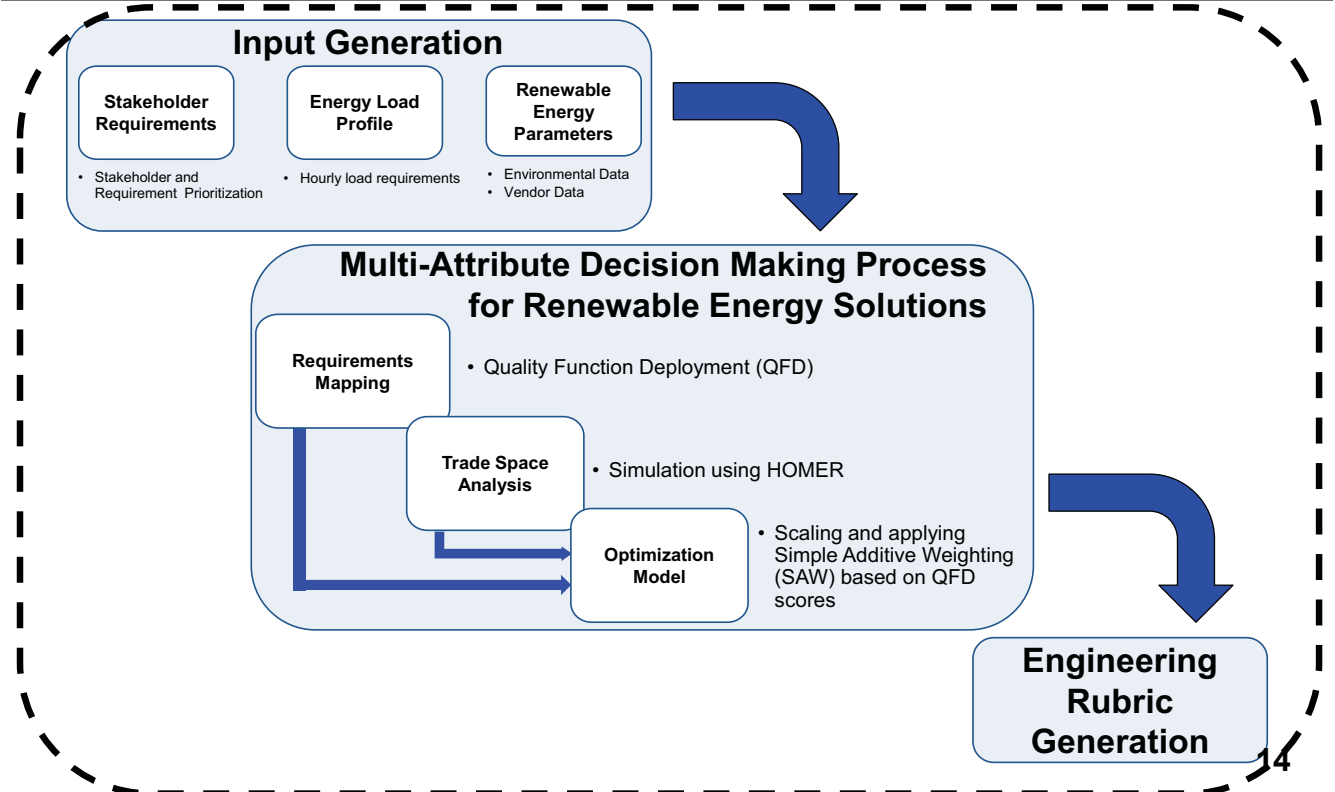 Input Generation
Stakeholder
Requirements
• Stakeholder and
Requirement Prioritization
Energy Load
Profile
• Hourly load requirements
Renewable
Energy
Parameters
• Environmental Data
• Vendor Data
Multi-Attribute Decision Making Process
for Renewable Energy Solutions
Requirements
Mapping
• Quality Function Deployment (QFD)
Trade Space
Analysis
• Simulation using HOMER
Optimization
Model
• Scaling and applying
Simple Additive Weighting
(SAW) based on QFD
scores
Engineering
Rubric
Generation
14